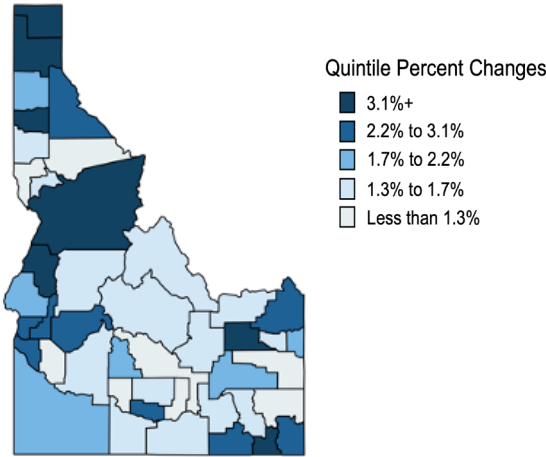 Quintile Percent Changes
3.1%+
2.2% to 3.1%
1.7% to 2.2%
1.3% to 1.7%
Less than 1.3%